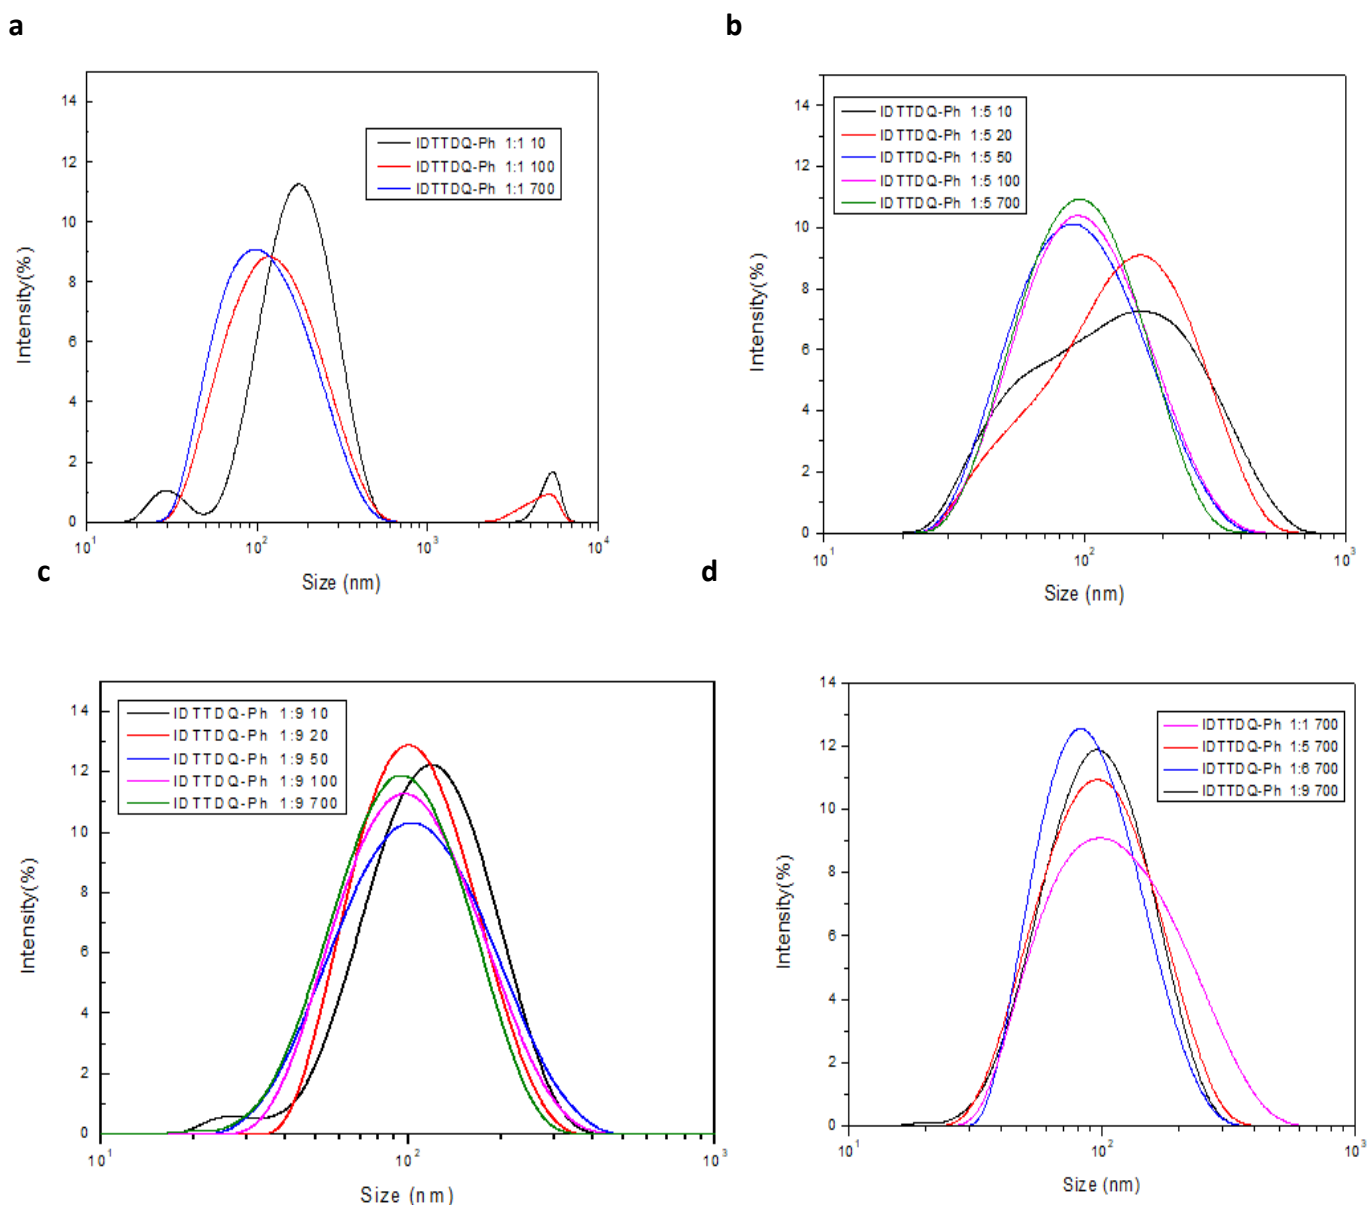 a
14
12
10
8
6
4
2
0
Intensity(%)
IDTTDQ-Ph 1:1 10
IDTTDQ-Ph 1:1 100
IDTTDQ-Ph 1:1 700
10¹ 10² 10³ 10⁴
Size (nm)
b
14
12
10
8
6
4
2
0
Intensity(%)
IDTTDQ-Ph 1:5 10
IDTTDQ-Ph 1:5 20
IDTTDQ-Ph 1:5 50
IDTTDQ-Ph 1:5 100
IDTTDQ-Ph 1:5 700
10¹ 10² 10³
Size (nm)
c
14
12
10
8
6
4
2
0
Intensity(%)
IDTTDQ-Ph 1:9 10
IDTTDQ-Ph 1:9 20
IDTTDQ-Ph 1:9 50
IDTTDQ-Ph 1:9 100
IDTTDQ-Ph 1:9 700
10¹ 10² 10³
Size (nm)
d
14
12
10
8
6
4
2
0
Intensity(%)
IDTTDQ-Ph 1:1 700
IDTTDQ-Ph 1:5 700
IDTTDQ-Ph 1:6 700
IDTTDQ-Ph 1:9 700
10¹ 10² 10³
Size (nm)